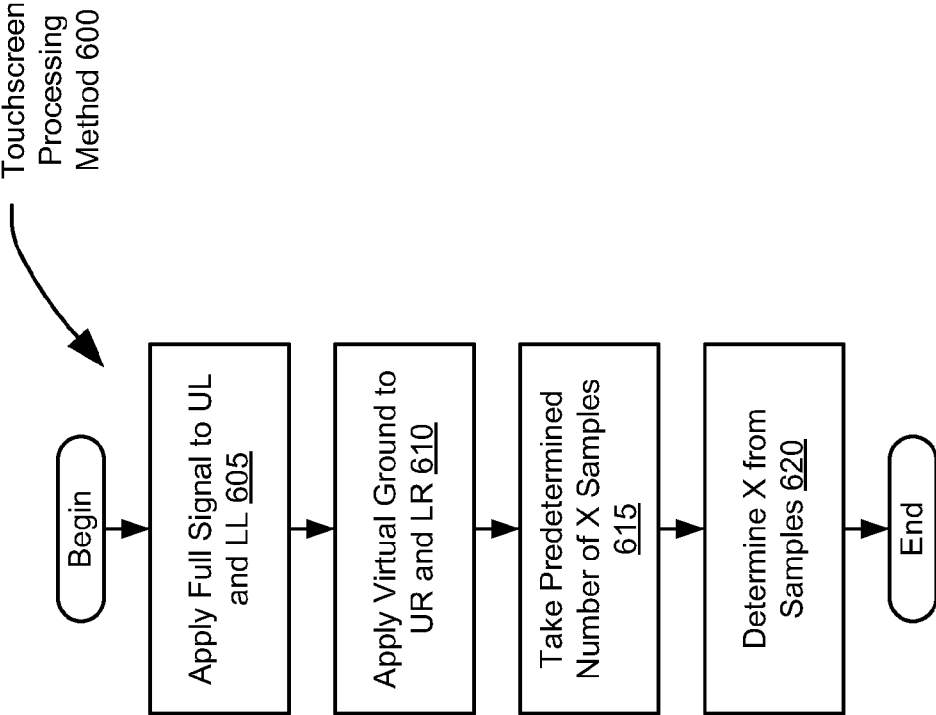 Touchscreen
Processing
Method 600
Begin
Apply Full Signal to UL
and LL 605
Apply Virtual Ground to
UR and LR 610
Take Predetermined
Number of X Samples
615
Determine X from
Samples 620
End